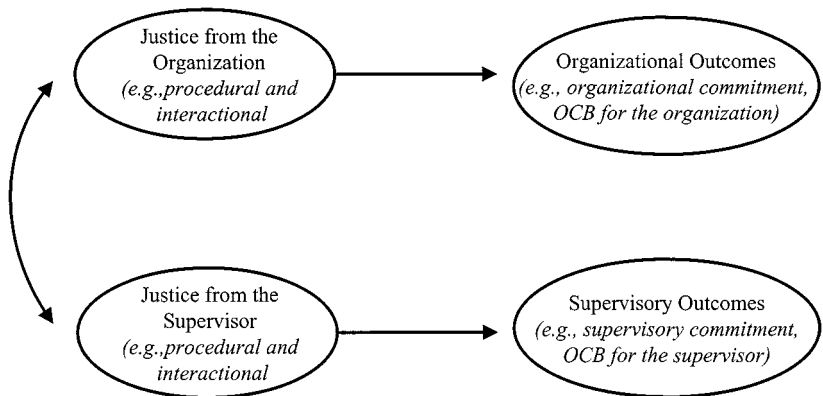 Justice from the
Organization
(e.g.,procedural and
interactional
Organizational Outcomes
(e.g., organizational commitment,
OCB for the organization)
Justice from the
Supervisor
(e.g.,procedural and
interactional
Supervisory Outcomes
(e.g., supervisory commitment,
OCB for the supervisor)